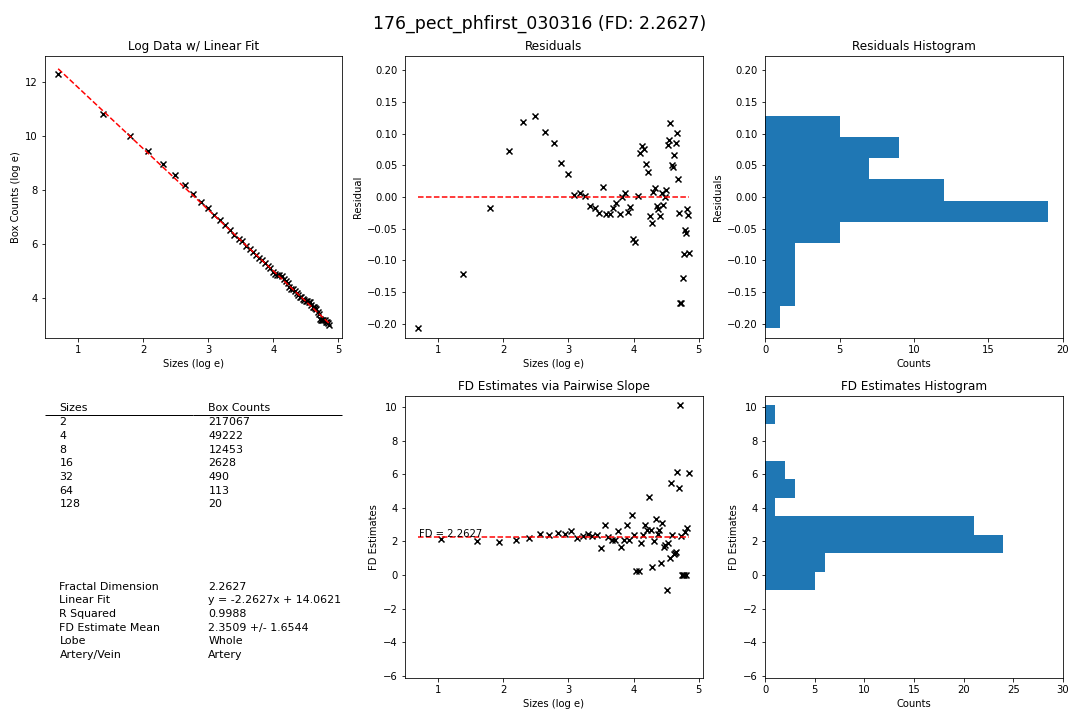 176_pect_phfirst_030316 (FD: 2.2627)
Log Data w/ Linear Fit
Box Counts (log e)
12
10
8
6
4
1 2 3 4 5
Sizes (log e)
Residuals
Residual
0.20
0.15
0.10
0.05
0.00
−0.05
−0.10
−0.15
−0.20
1 2 3 4 5
Sizes (log e)
Residuals Histogram
Residuals
0.20
0.15
0.10
0.05
0.00
−0.05
−0.10
−0.15
−0.20
0 5 10 15 20
Counts
Sizes Box Counts
2 217067
4 49222
8 12453
16 2628
32 490
64 113
128 20
Fractal Dimension 2.2627
Linear Fit y = -2.2627x + 14.0621
R Squared 0.9988
FD Estimate Mean 2.3509 +/- 1.6544
Lobe Whole
Artery/Vein Artery
FD Estimates via Pairwise Slope
FD Estimates
10
8
6
4
2
0
−2
−4
−6
FD = 2.2627
1 2 3 4 5
Sizes (log e)
FD Estimates Histogram
FD Estimates
10
8
6
4
2
0
−2
−4
−6
0 5 10 15 20 25 30
Counts